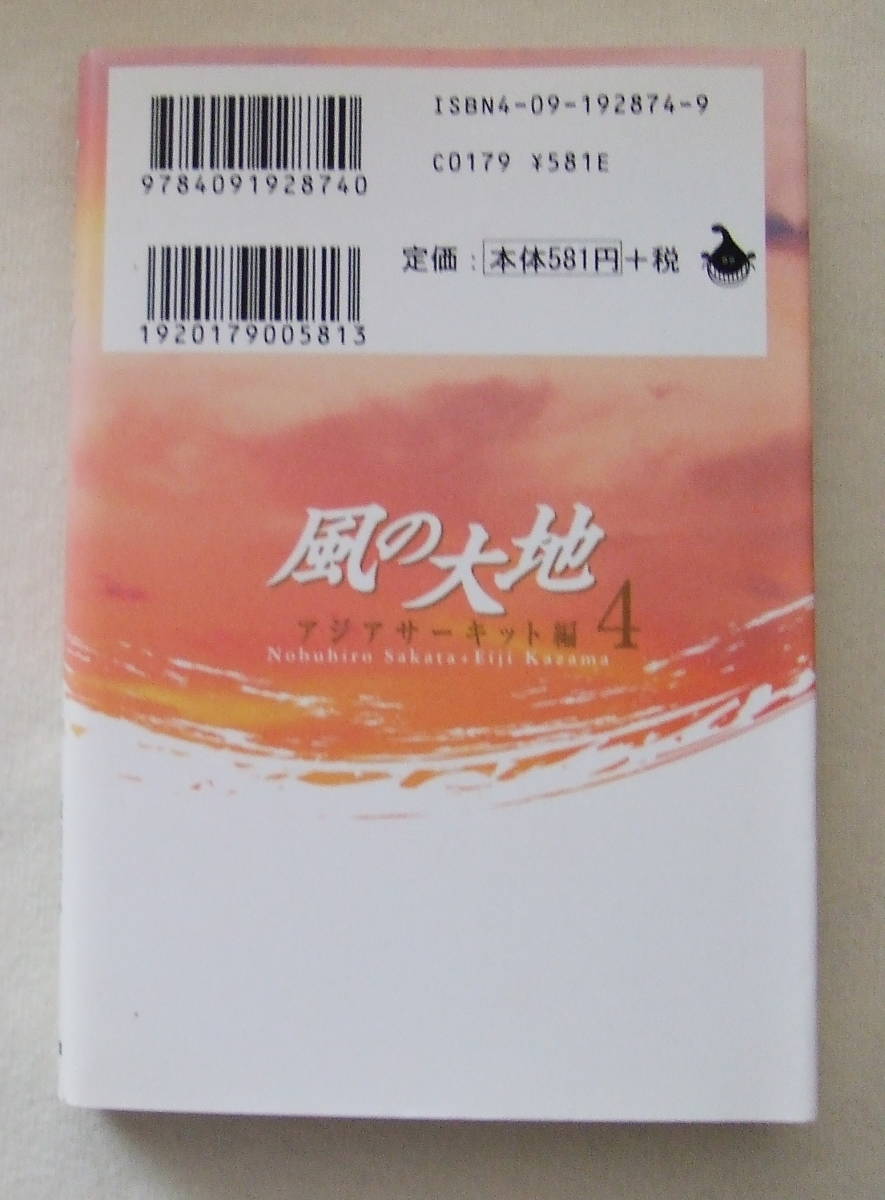 9784091928740
ISBN4-09-192874-9
C0179 ¥581E
1920179005813
定価：本体581円＋税
風の大地
アジアサーキット編 4
Nobuhiro Sakata+Eiji Kazama